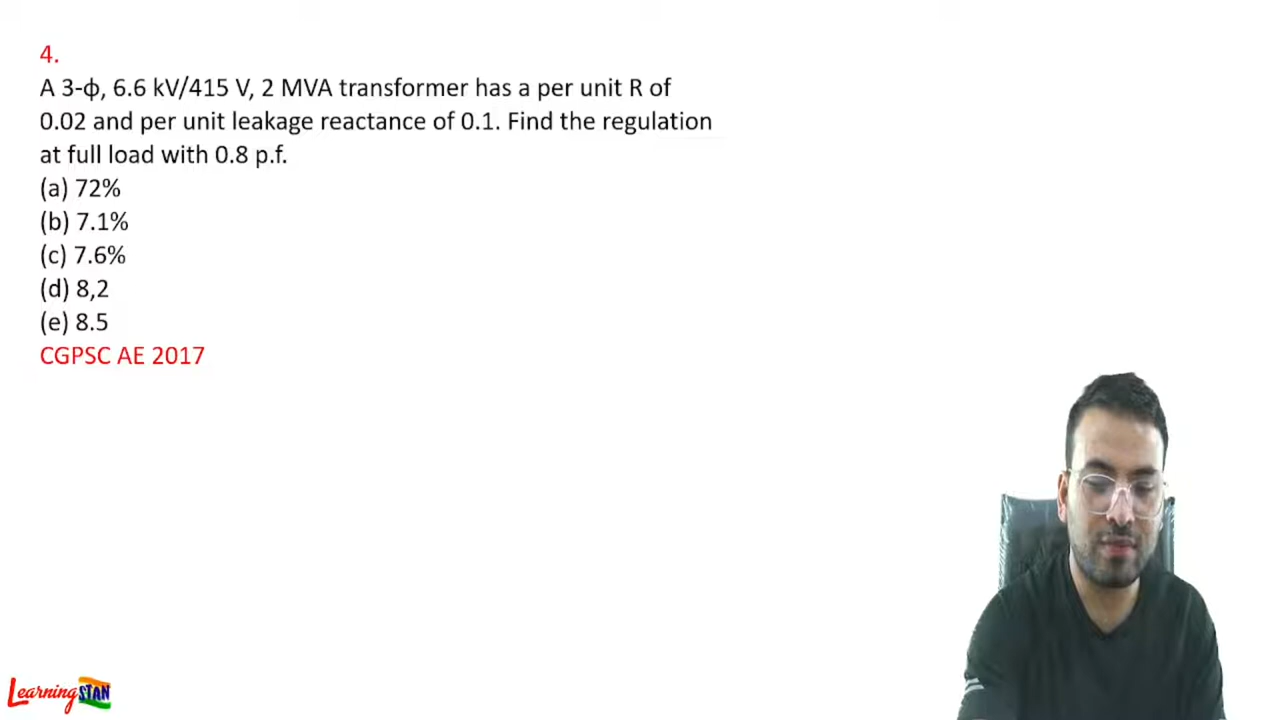 4.
A 3-ф, 6.6 kV/415 V, 2 MVA transformer has a per unit R of
0.02 and per unit leakage reactance of 0.1. Find the regulation
at full load with 0.8 p.f.
(a) 72%
(b) 7.1%
(c) 7.6%
(d) 8,2
(e) 8.5
CGPSC AE 2017
LearningSTAN